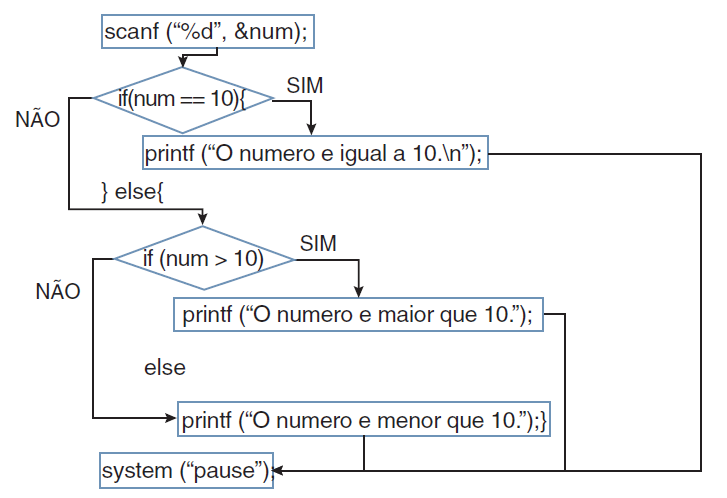 scanf (“%d”, &num);
if(num == 10){
SIM
NÃO
printf (“O numero e igual a 10.\n”);
} else{
if (num > 10)
SIM
NÃO
printf (“O numero e maior que 10.”);
else
printf (“O numero e menor que 10.”);}
system (“pause”);